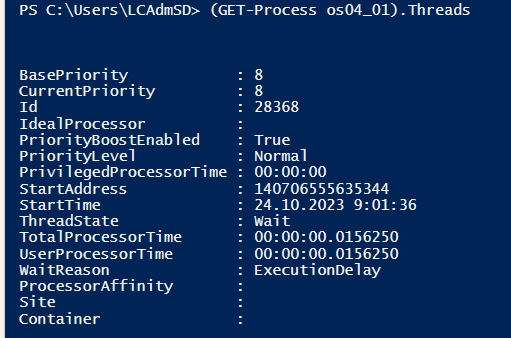 PS C:\Users\LCAdmSD> (GET-Process os04_01).Threads
BasePriority : 8
CurrentPriority : 8
Id : 28368
IdealProcessor :
PriorityBoostEnabled : True
PriorityLevel : Normal
PrivilegedProcessorTime : 00:00:00
StartAddress : 140706555635344
StartTime : 24.10.2023 9:01:36
ThreadState : Wait
TotalProcessorTime : 00:00:00.0156250
UserProcessorTime : 00:00:00.0156250
WaitReason : ExecutionDelay
ProcessorAffinity :
Site :
Container :